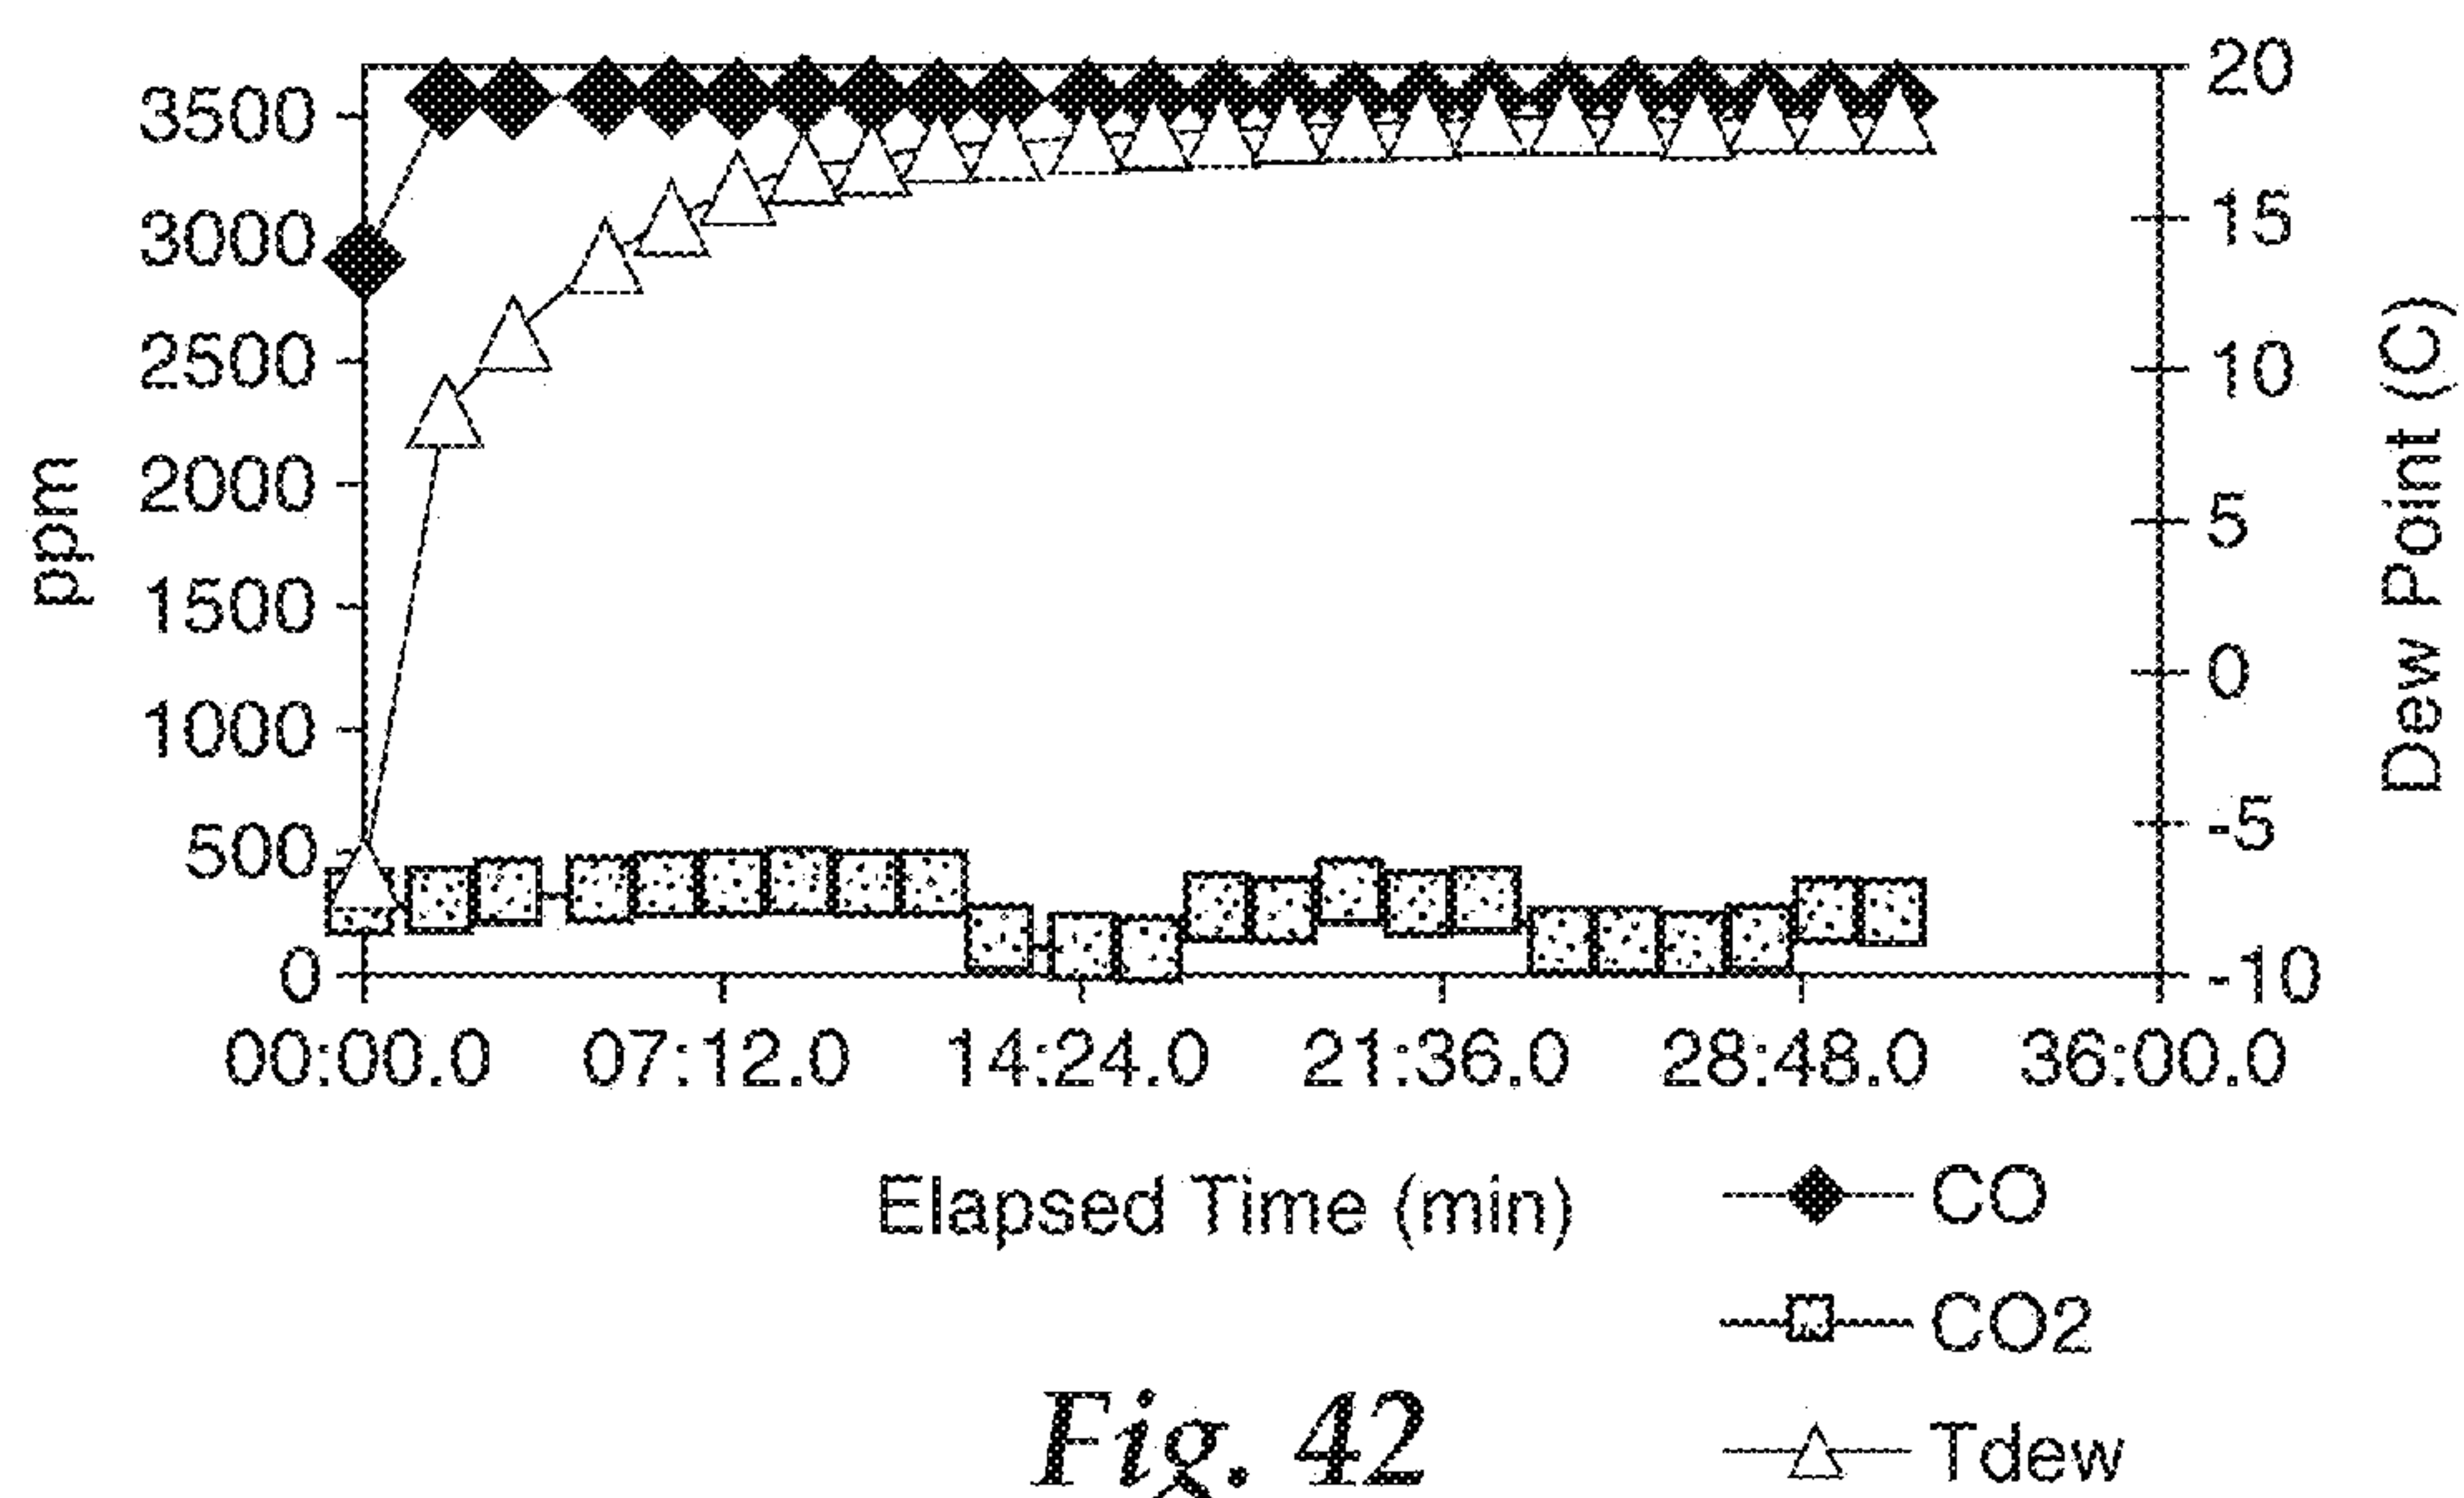 3500
3000
2500
2000
1500
1000
500
0
ppm
20
15
10
5
0
-5
-10
Dew Point (C)
00:00.0 07:12.0 14:24.0 21:36.0 28:48.0 36:00.0
Elapsed Time (min)
CO
CO2
Tdew
Fig. 42